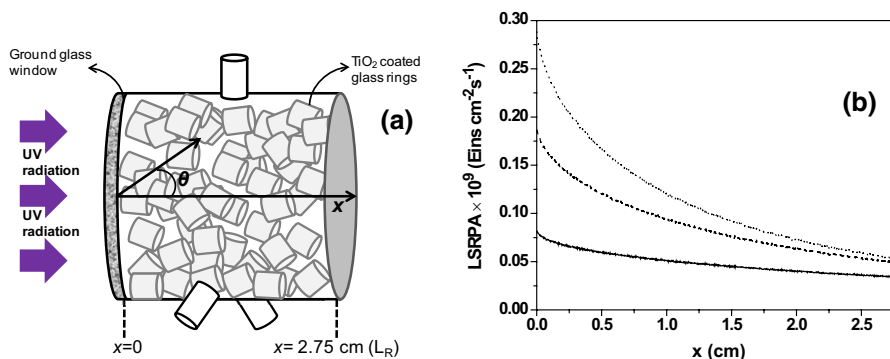 Ground glass
window
TiO₂ coated
glass rings
(a)
UV
radiation
UV
radiation
θ
x
x=0
x= 2.75 cm (L_R)
(b)
LSRPA × 10⁹ (Eins cm⁻²s⁻¹)
0.30
0.25
0.20
0.15
0.10
0.05
0.00
0.0 0.5 1.0 1.5 2.0 2.5
x (cm)